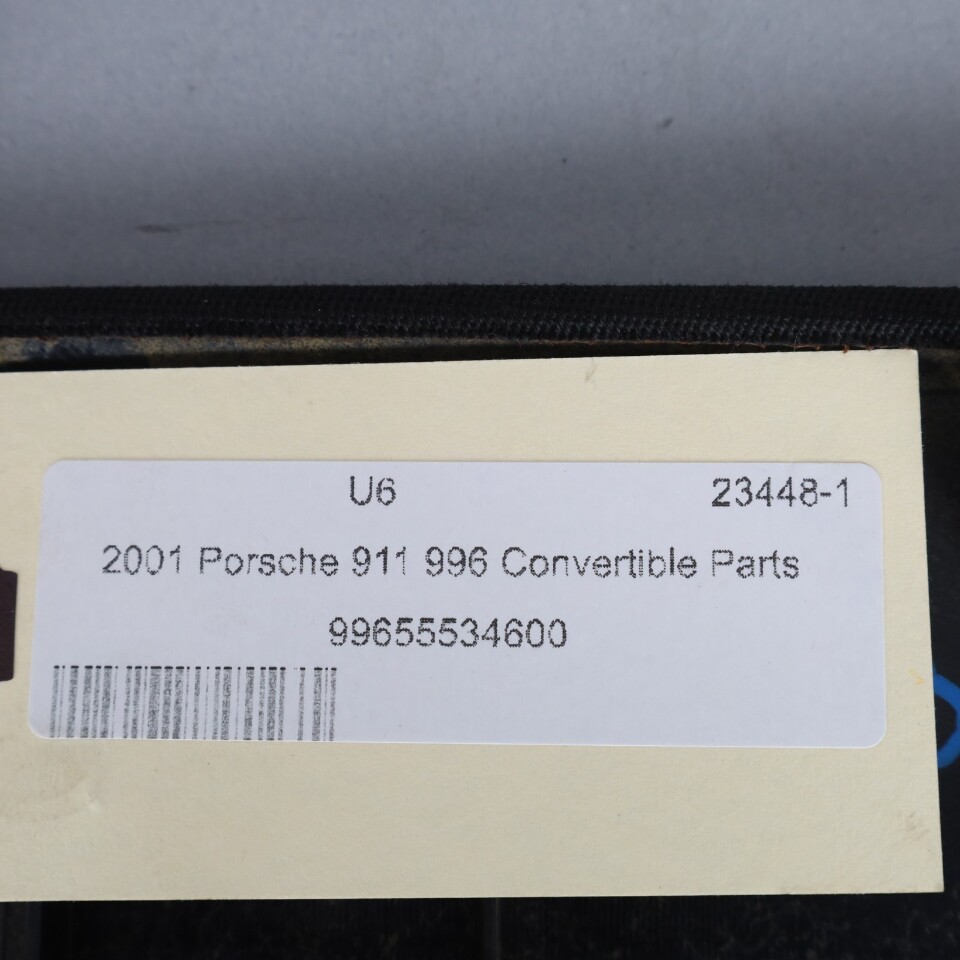 U6 23448-1
2001 Porsche 911 996 Convertible Parts
99655534600